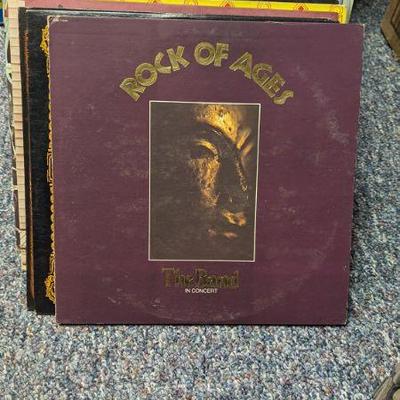 ROCK OF AGES
The Band
IN CONCERT